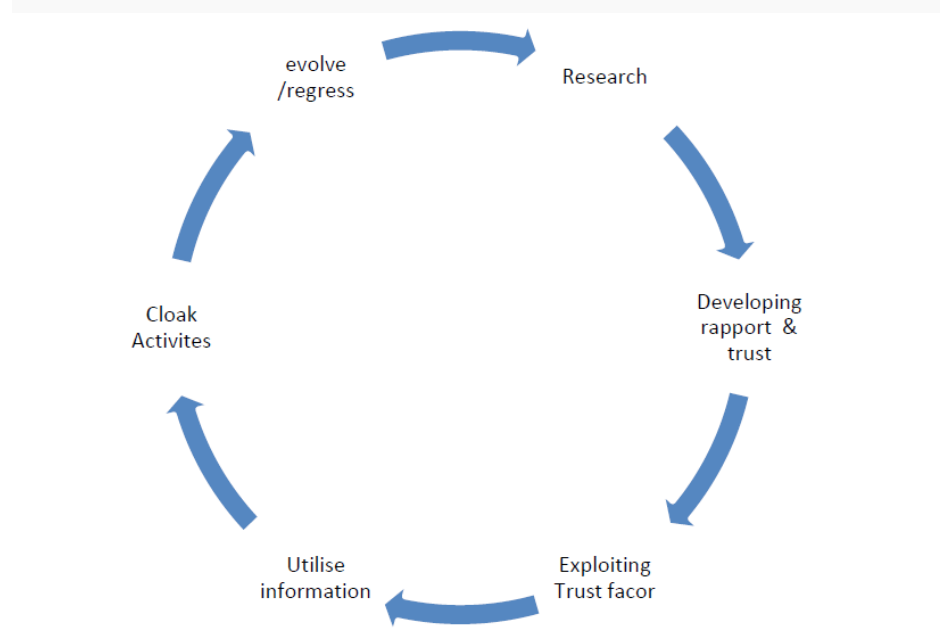 evolve
/regress
Research
Developing
rapport &
trust
Exploiting
Trust facor
Utilise
information
Cloak
Activites